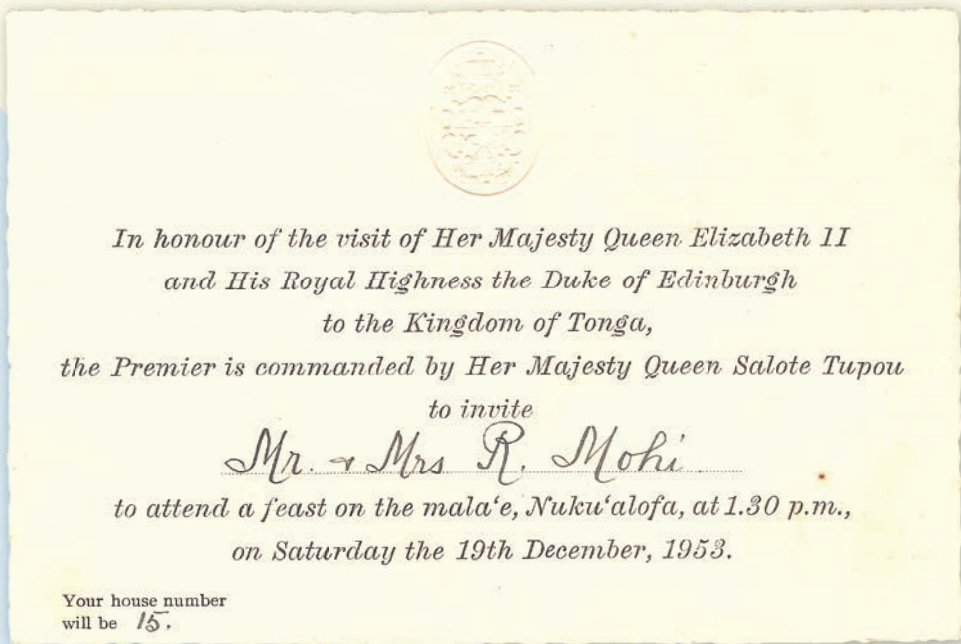 In honour of the visit of Her Majesty Queen Elizabeth II
and His Royal Highness the Duke of Edinburgh
to the Kingdom of Tonga,
the Premier is commanded by Her Majesty Queen Salote Tupou
to invite
Mr. & Mrs R. Mohi
to attend a feast on the mala‘e, Nuku‘alofa, at 1.30 p.m.,
on Saturday the 19th December, 1953.
Your house number
will be 15.